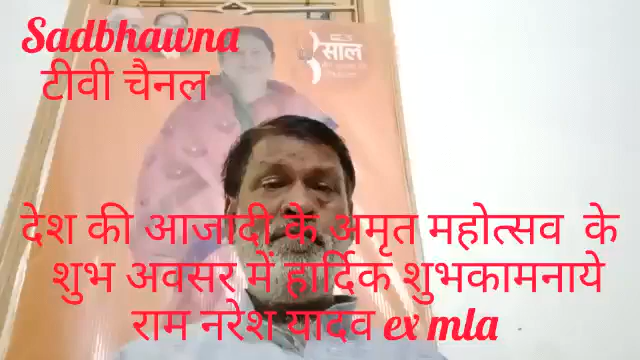 Sadbhawna
टीवी चैनल
साल
देश की आजादी के अमृत महोत्सव के
शुभ अवसर में हार्दिक शुभकामनाये
राम नरेश यादव ex mla